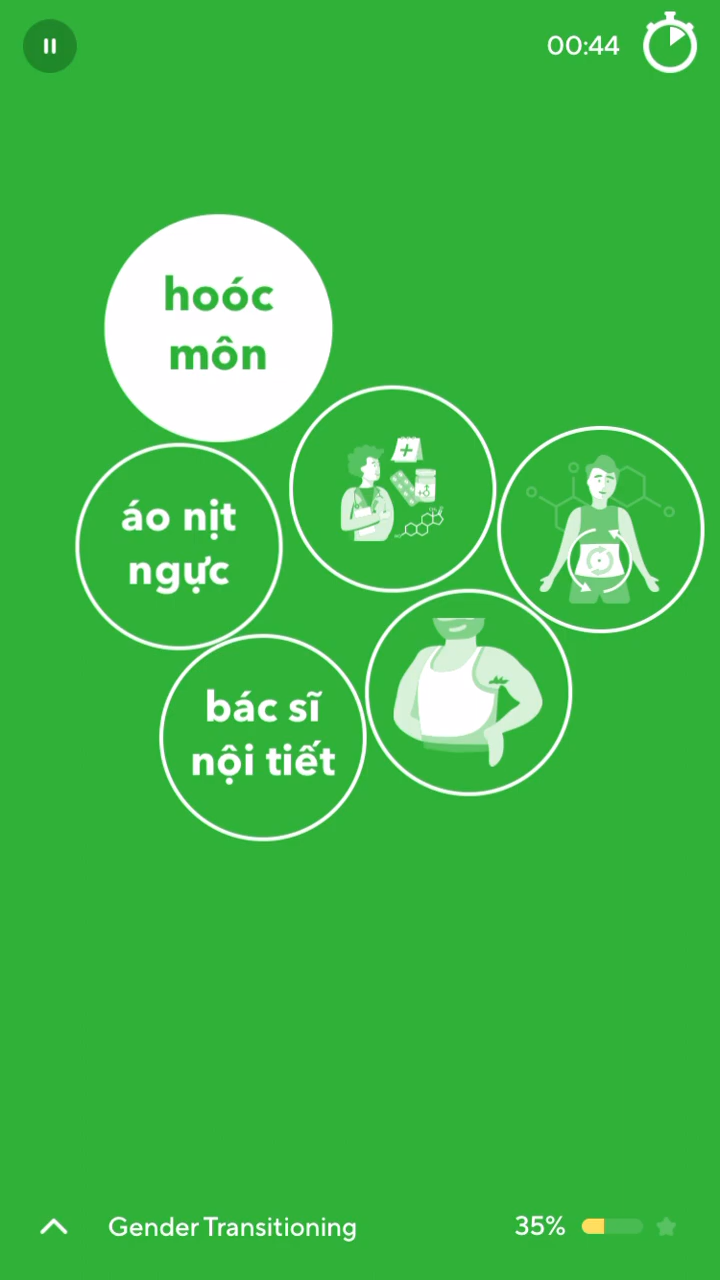 00:44
hoóc
môn
áo nịt
ngực
bác sĩ
nội tiết
Gender Transitioning
35%